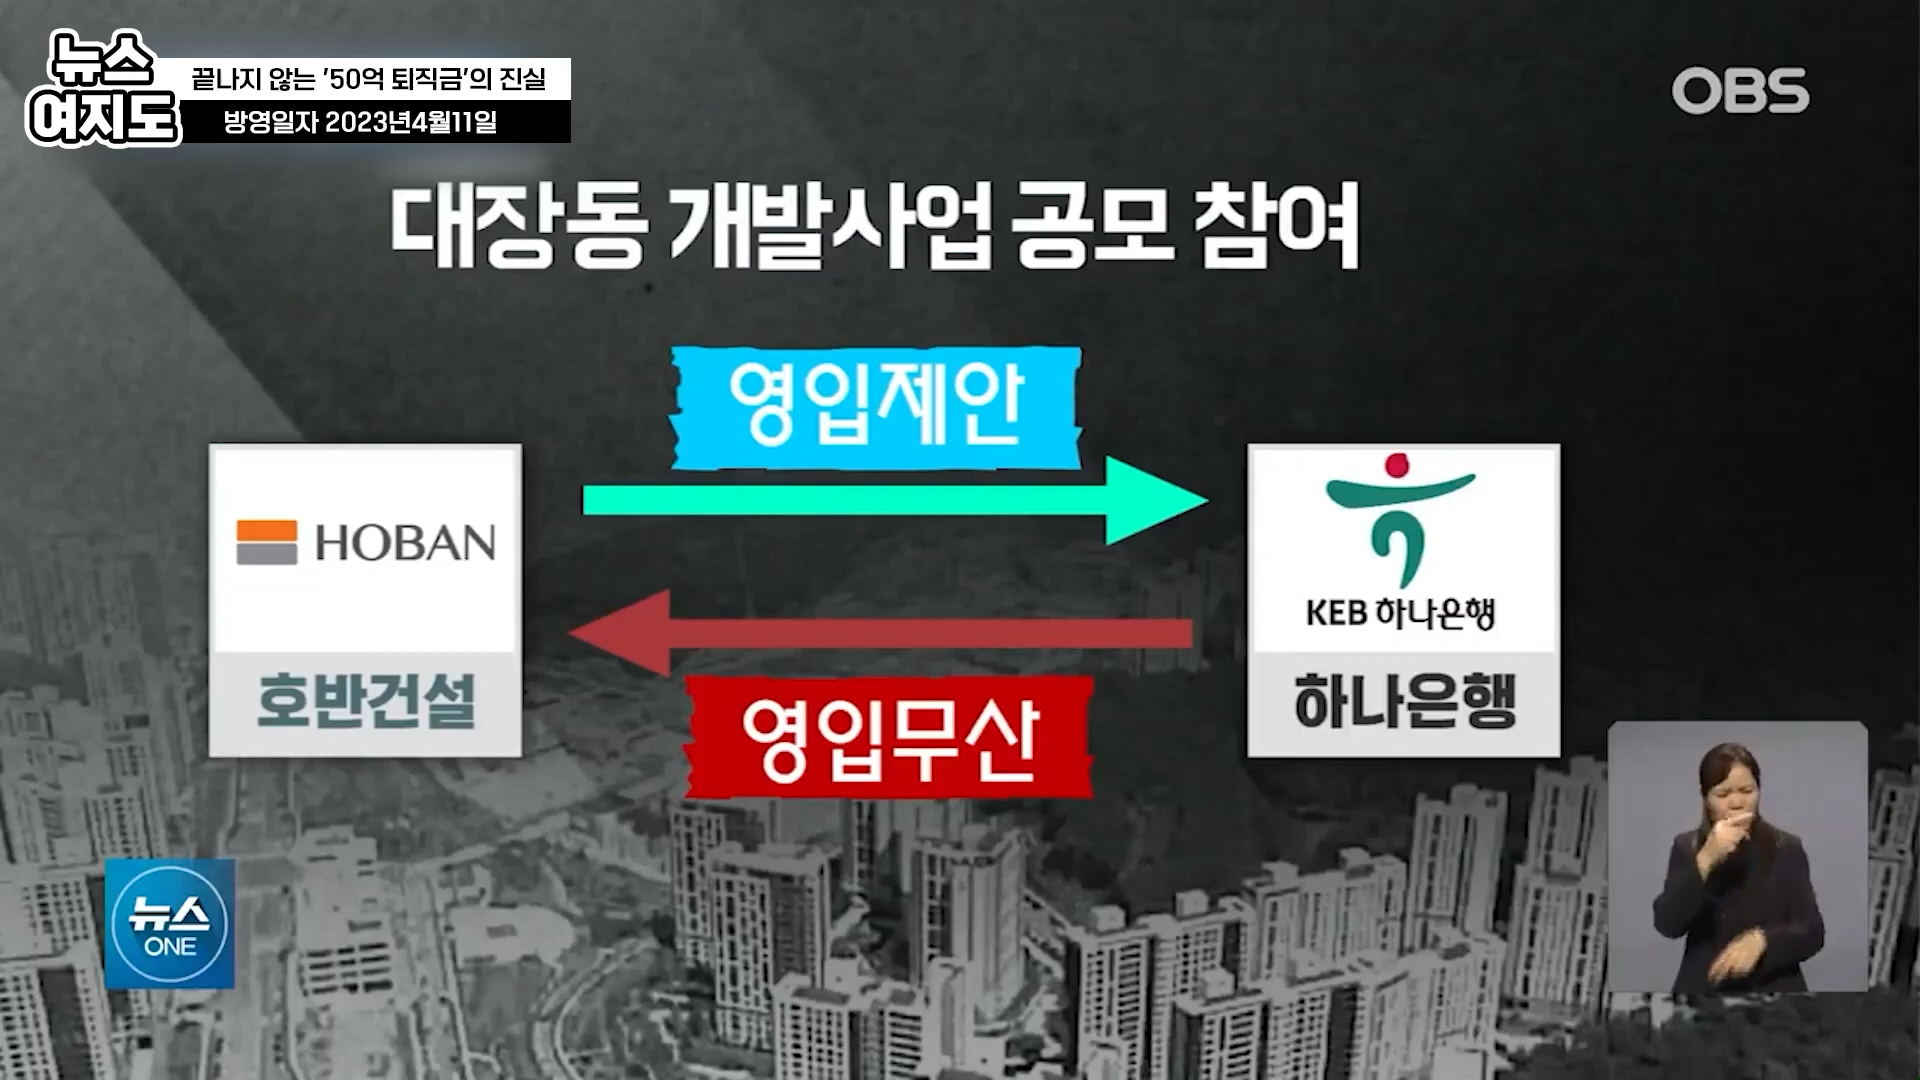 뉴스
여지도
끝나지 않는 '50억 퇴직금'의 진실
방영일자 2023년4월11일
OBS
대장동 개발사업 공모 참여
영입제안
HOBAN
호반건설
KEB 하나은행
하나은행
영입무산
뉴스
ONE